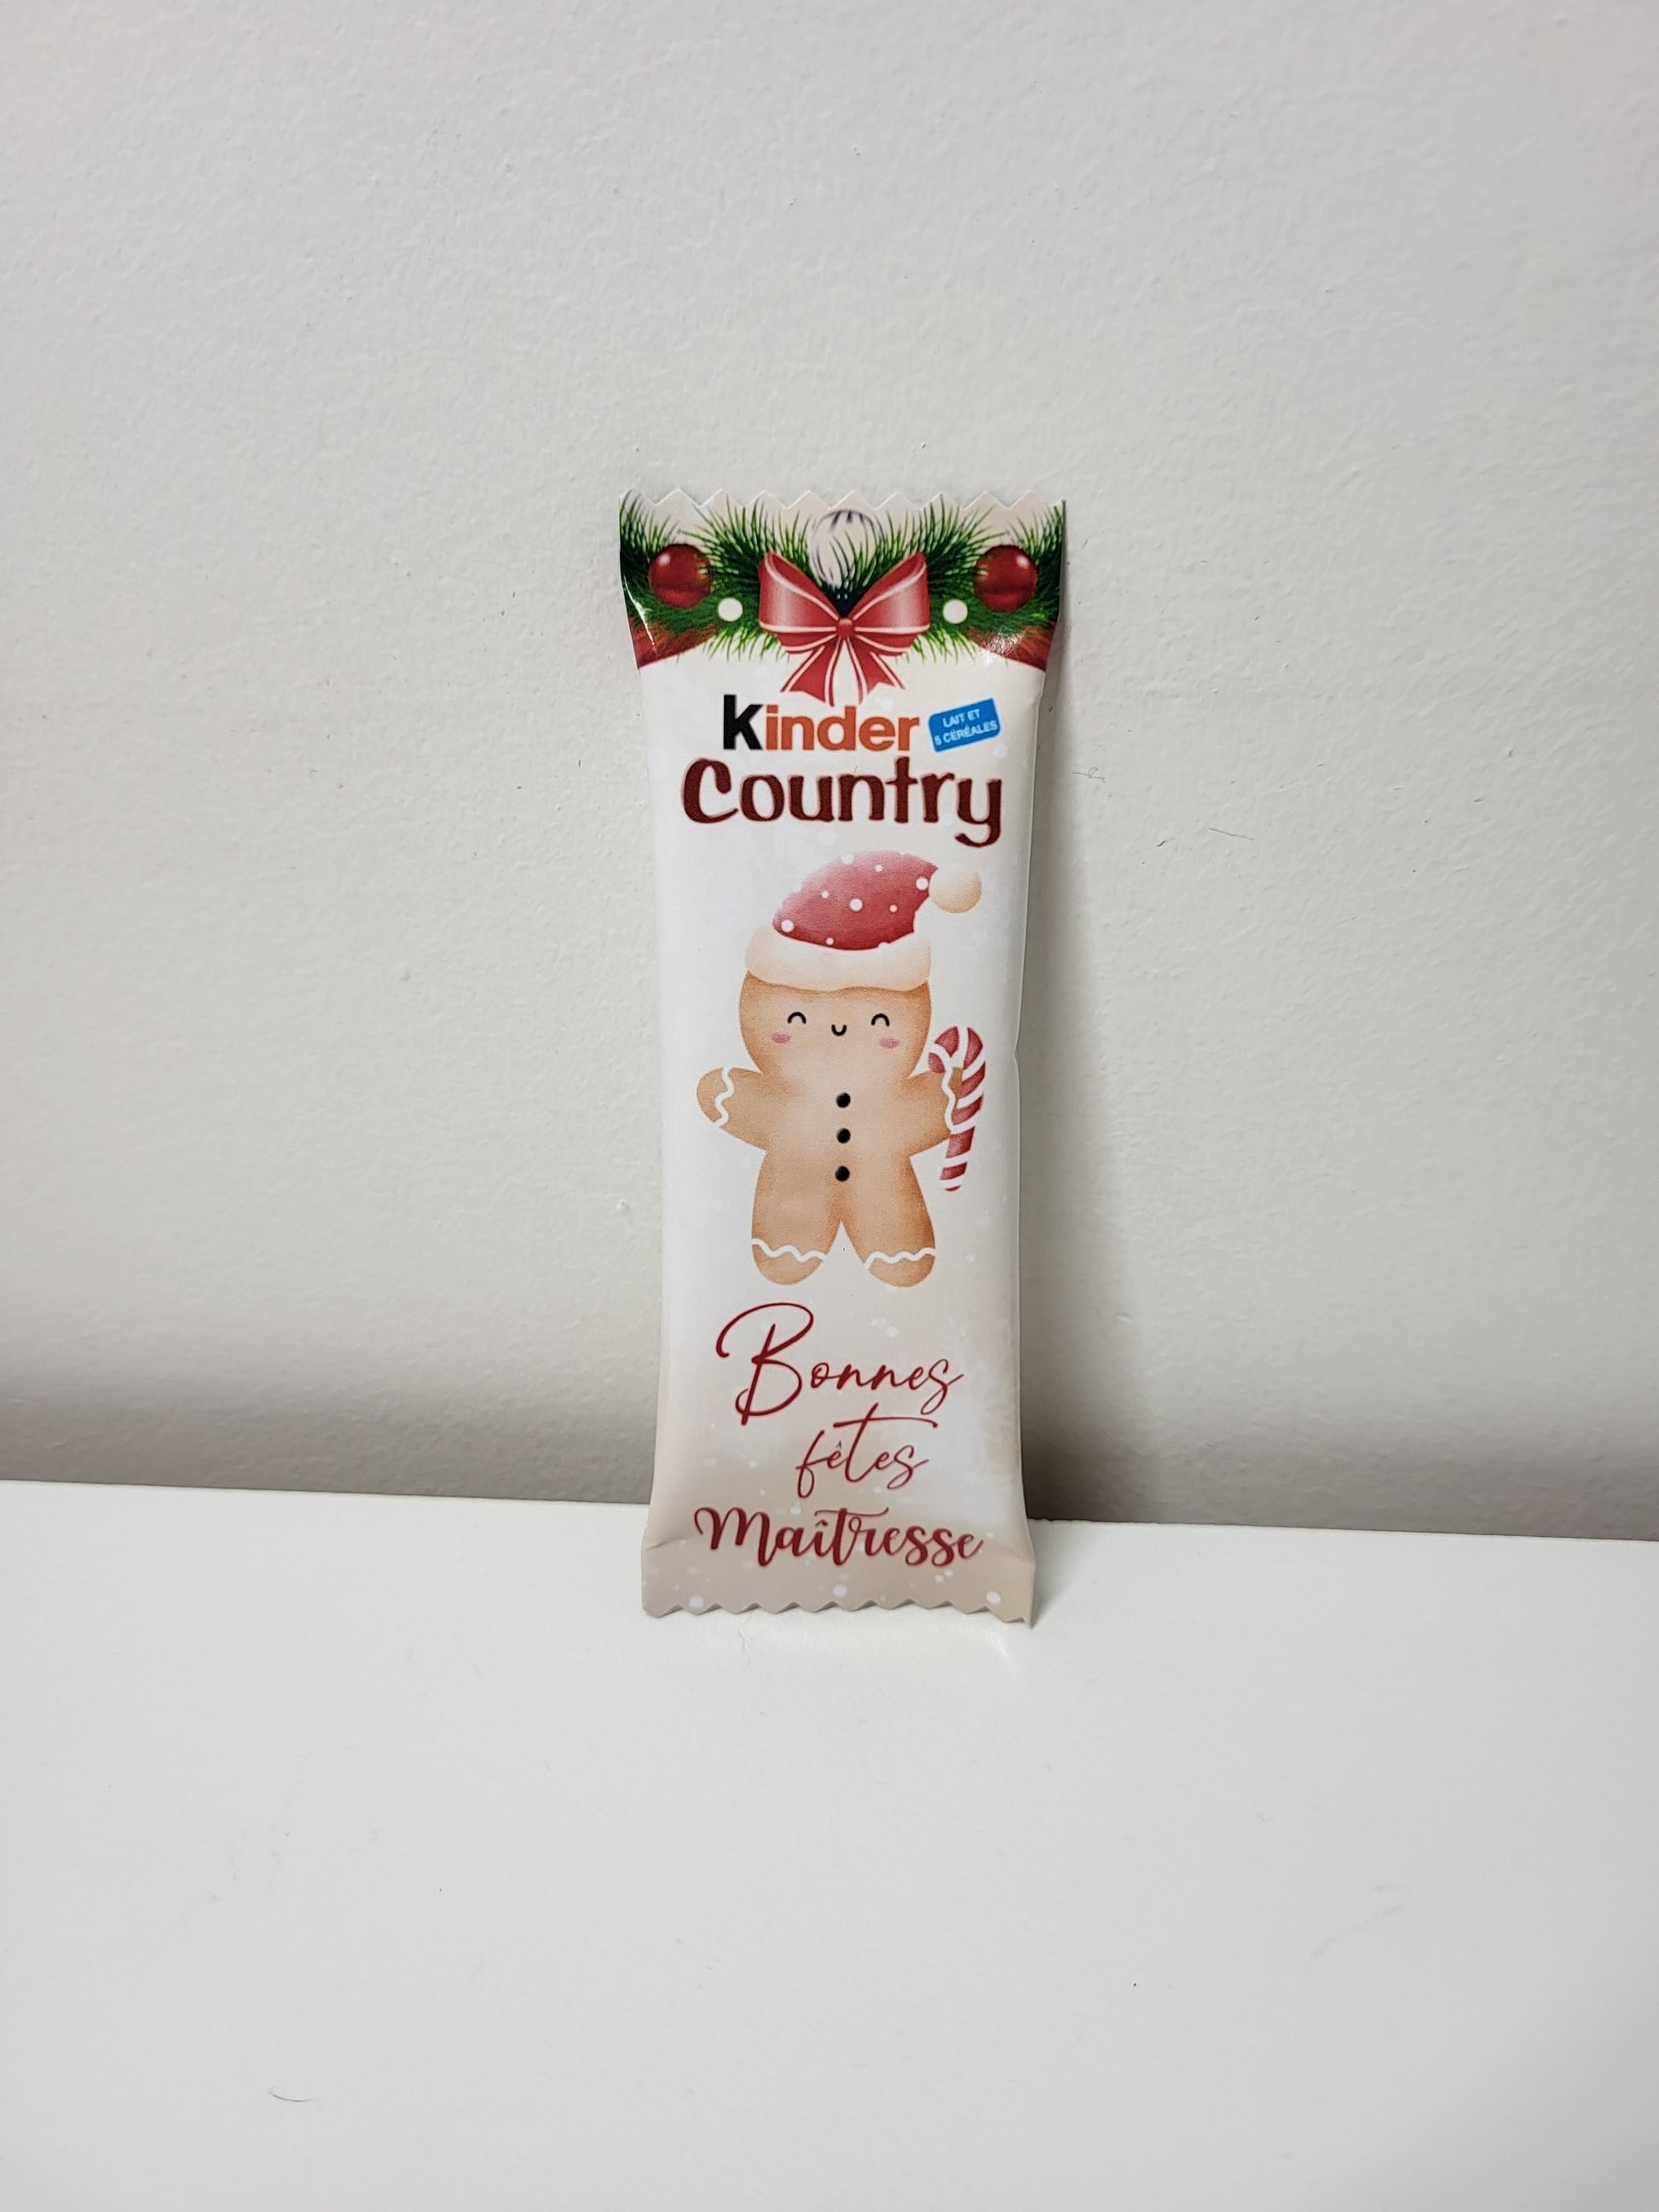 Kinder
LAIT ET
5 CÉRÉALES
Country
Bonnes
fêtes
Maîtresse